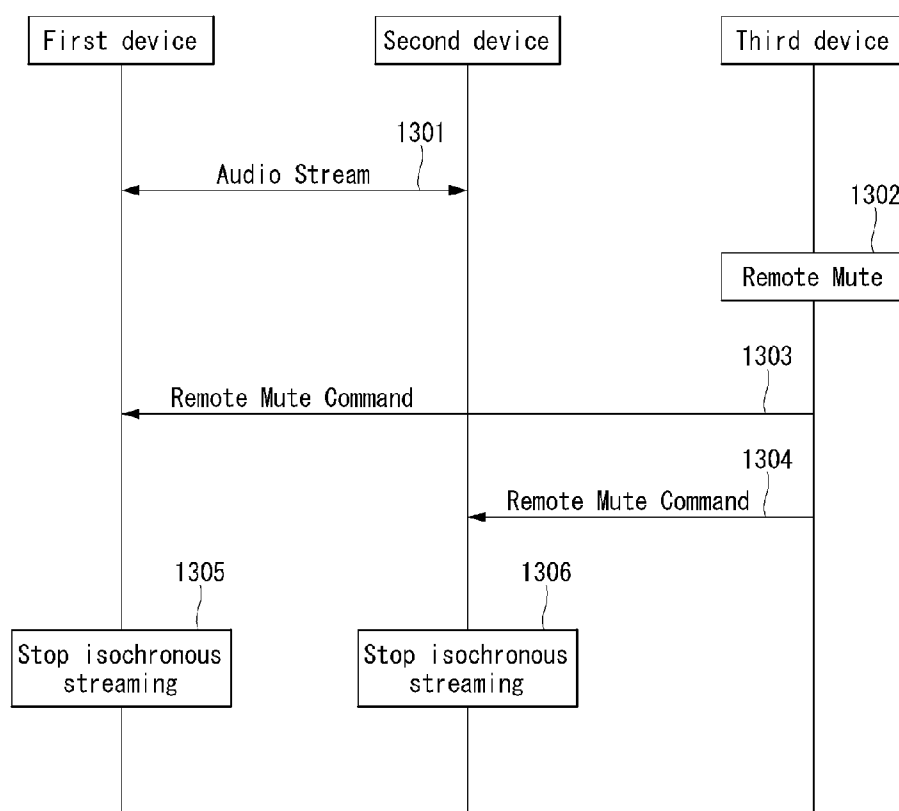 First device
Second device
Third device
1301
Audio Stream
1302
Remote Mute
1303
Remote Mute Command
1304
Remote Mute Command
1305
1306
Stop isochronous
streaming
Stop isochronous
streaming